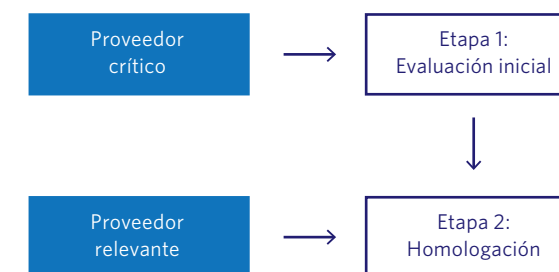 Proveedor
crítico
Etapa 1:
Evaluación inicial
Proveedor
relevante
Etapa 2:
Homologación